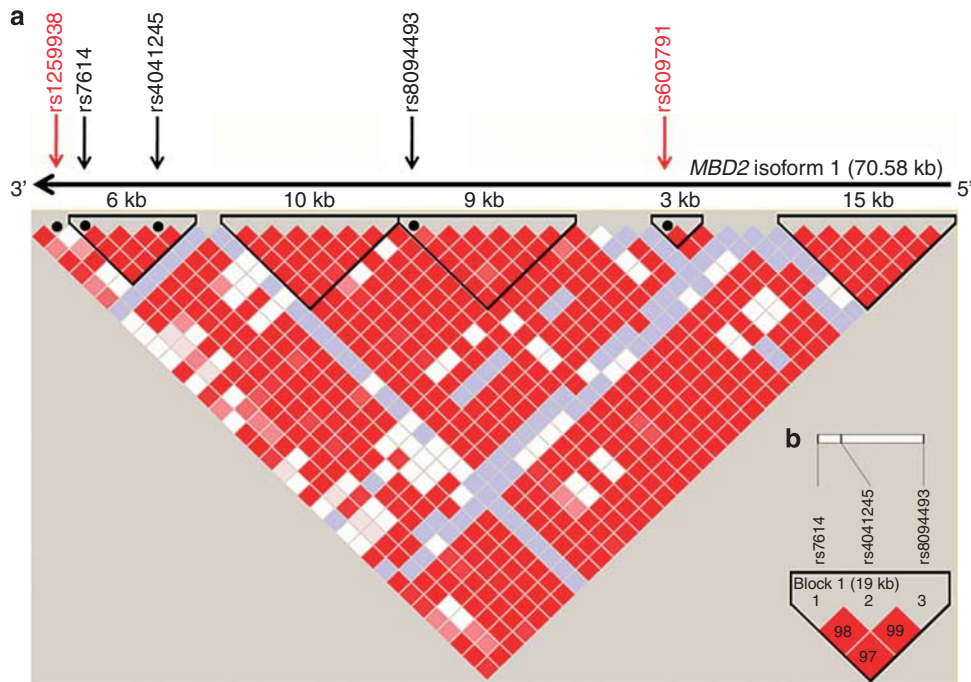 a
rs1259938
rs7614
rs4041245
rs8094493
rs609791
MBD2 isoform 1 (70.58 kb)
3’ 5’
6 kb 10 kb 9 kb 3 kb 15 kb
b
rs7614
rs4041245
rs8094493
Block 1 (19 kb)
1 2 3
98 99
97